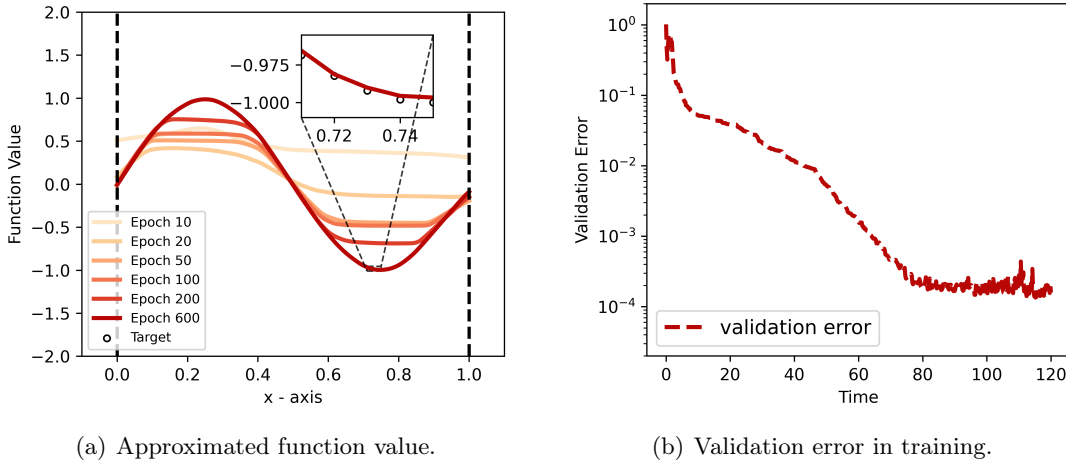 2.0
1.5
1.0
0.5
0.0
−0.5
−1.0
−1.5
−2.0
Function Value
−0.975
−1.000
0.72 0.74
Epoch 10
Epoch 20
Epoch 50
Epoch 100
Epoch 200
Epoch 600
Target
0.0 0.2 0.4 0.6 0.8 1.0
x - axis
(a) Approximated function value.
10^0
10^−1
10^−2
10^−3
10^−4
Validation Error
validation error
0 20 40 60 80 100 120
Time
(b) Validation error in training.